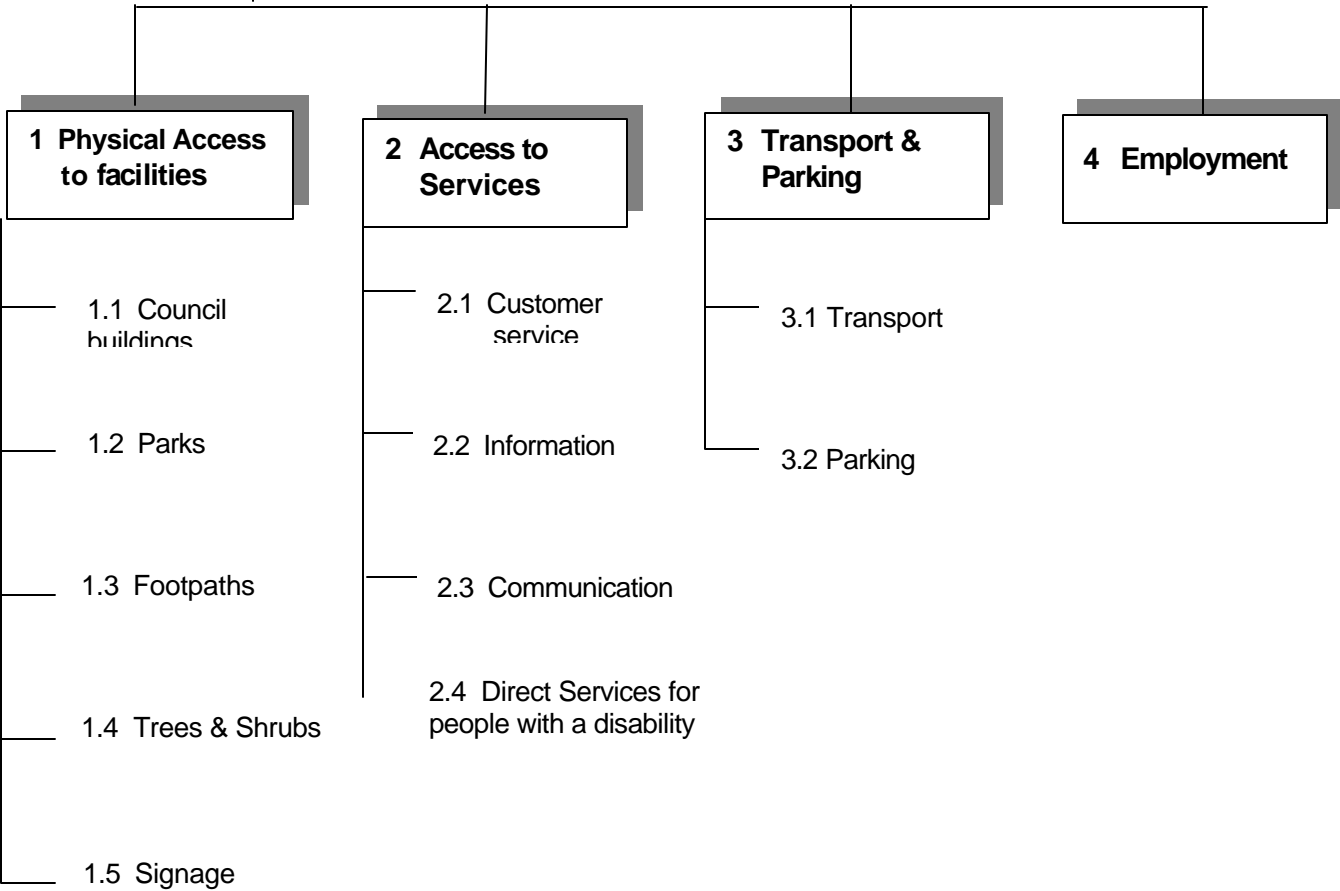 1 Physical Access
to facilities
1.1 Council
buildings
1.2 Parks
1.3 Footpaths
1.4 Trees & Shrubs
1.5 Signage
2 Access to
Services
2.1 Customer
service
2.2 Information
2.3 Communication
2.4 Direct Services for
people with a disability
3 Transport &
Parking
3.1 Transport
3.2 Parking
4 Employment